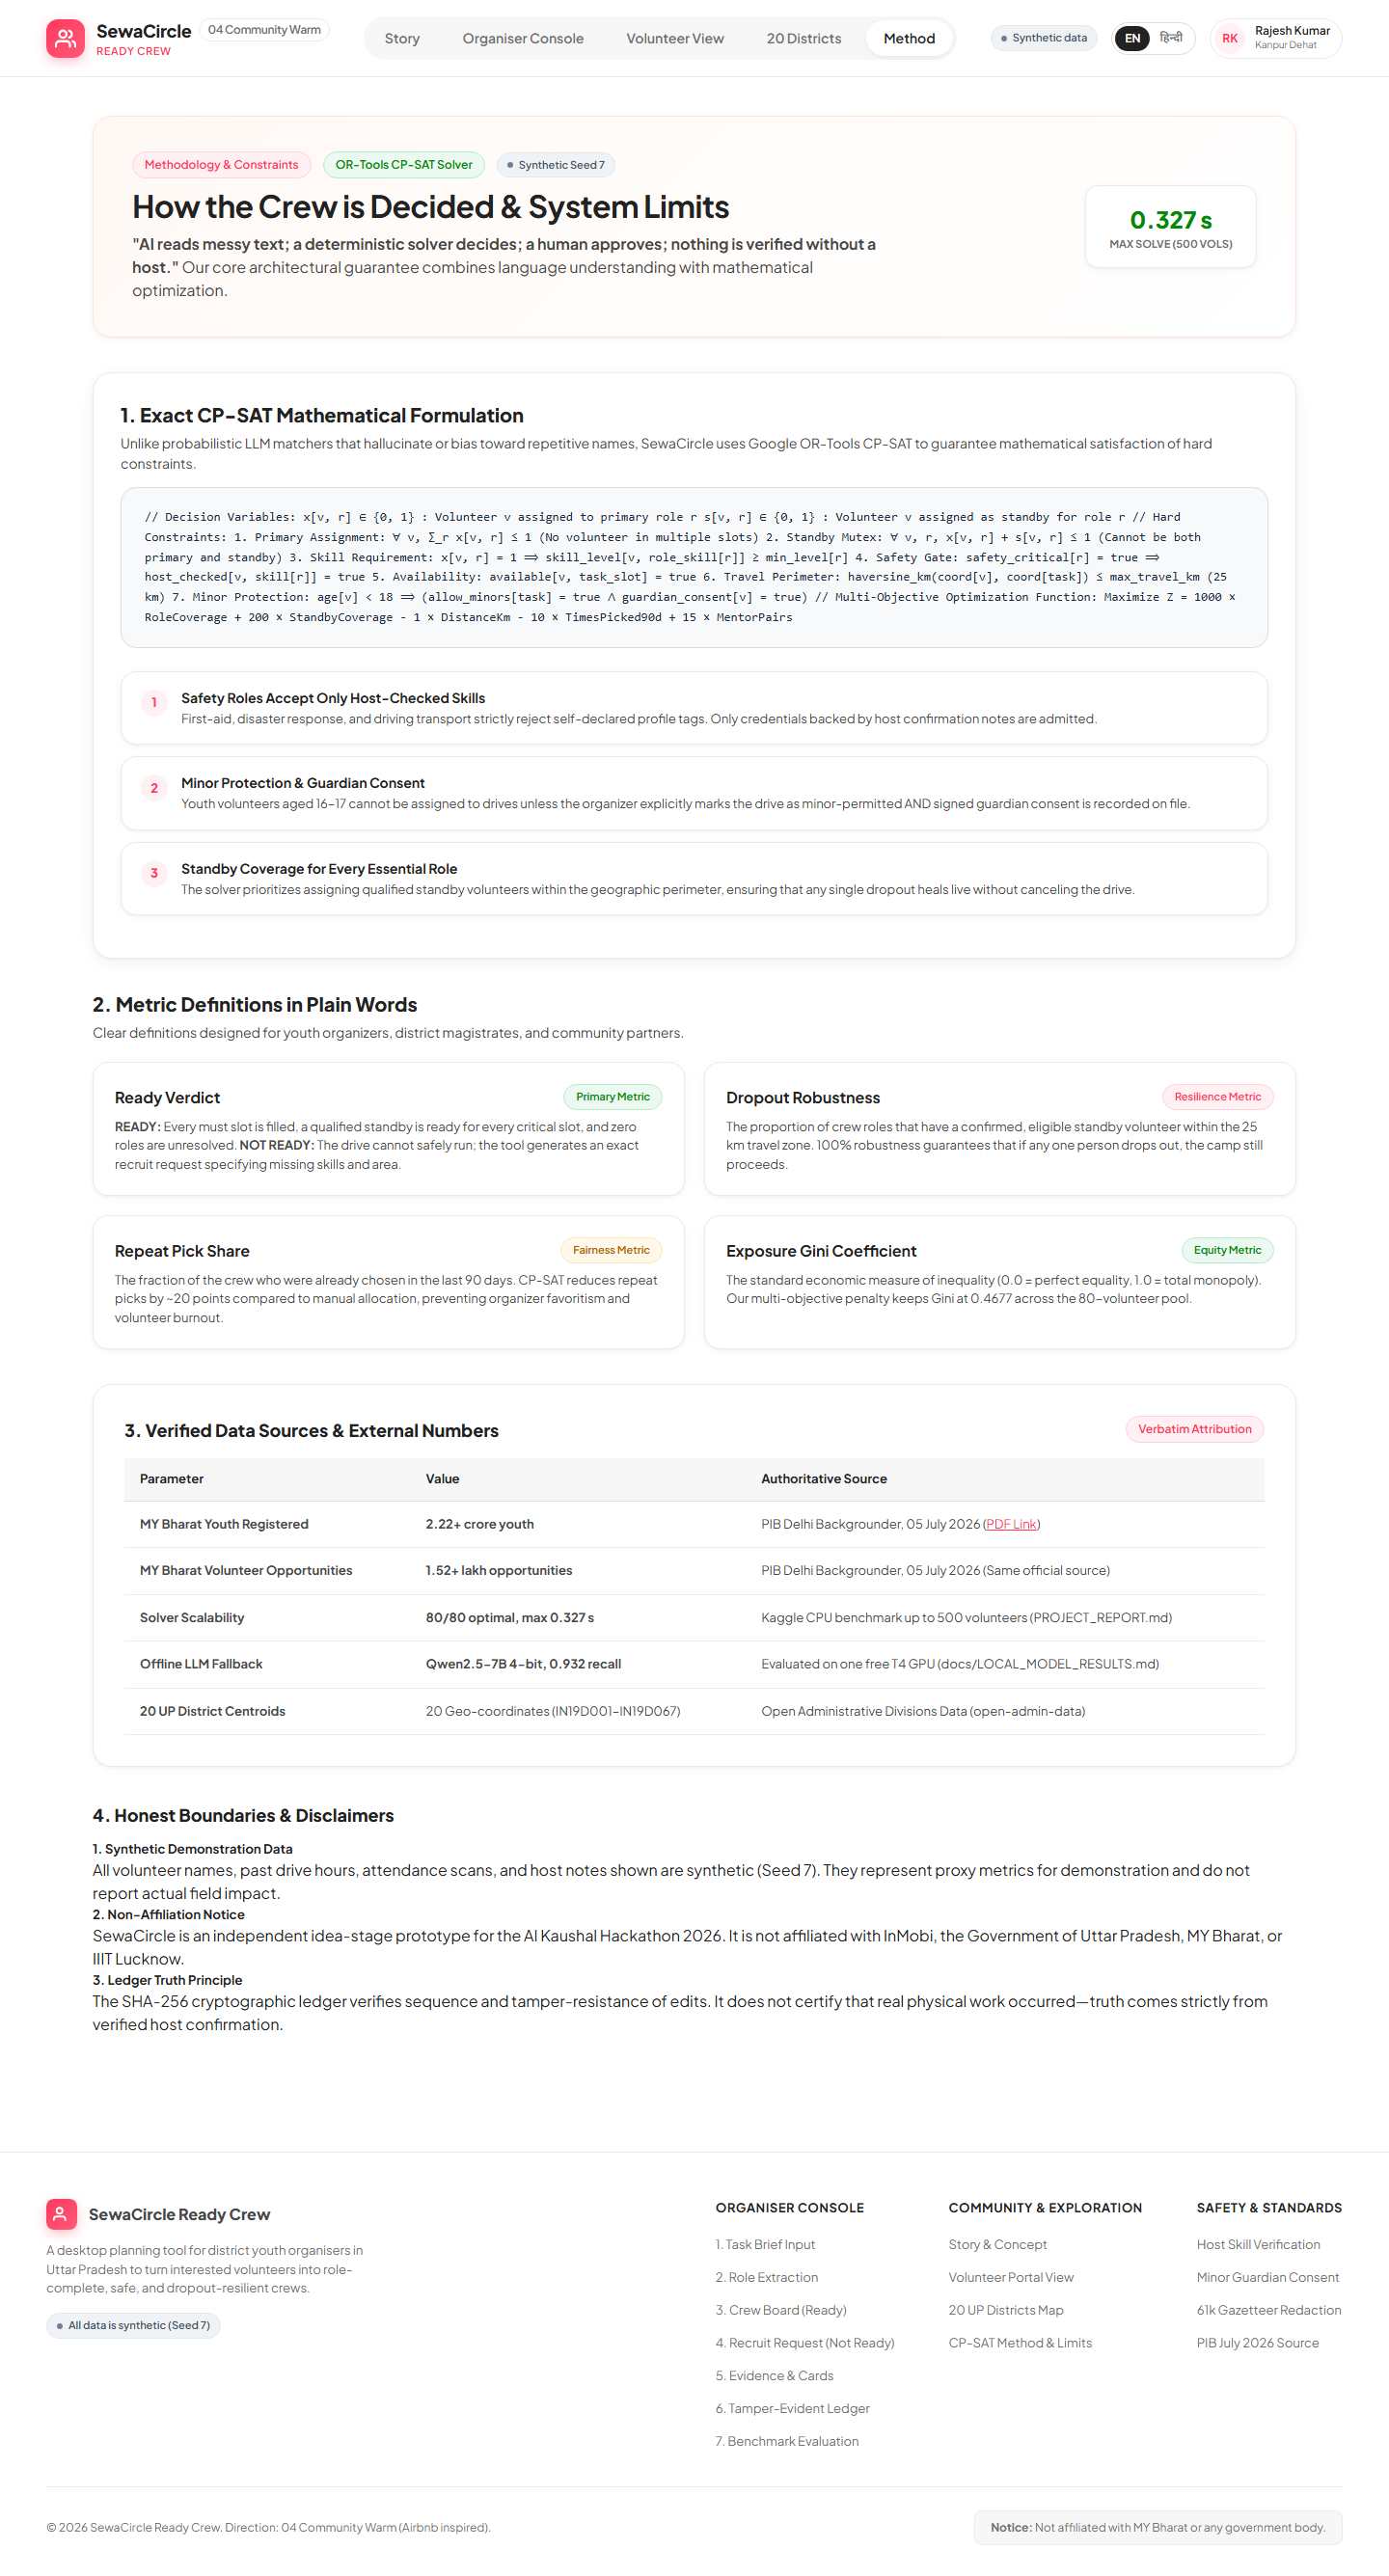 SewaCircle
READY CREW
04 Community Warm
Story
Organiser Console
Volunteer View
20 Districts
Method
Synthetic data
EN
हिन्दी
RK
Rajesh Kumar
Kanpur Dehat
Methodology & Constraints
OR-Tools CP-SAT Solver
Synthetic Seed 7
How the Crew is Decided & System Limits
"AI reads messy text; a deterministic solver decides; a human approves; nothing is verified without a
host." Our core architectural guarantee combines language understanding with mathematical
optimization.
0.327 s
MAX SOLVE (500 VOLS)
1. Exact CP-SAT Mathematical Formulation
Unlike probabilistic LLM matchers that hallucinate or bias toward repetitive names, SewaCircle uses Google OR-Tools CP-SAT to guarantee mathematical satisfaction of hard
constraints.
// Decision Variables: x[v, r] ∈ {0, 1} : Volunteer v assigned to primary role r s[v, r] ∈ {0, 1} : Volunteer v assigned as standby for role r // Hard
Constraints: 1. Primary Assignment: ∀ v, ∑_r x[v, r] ≤ 1 (No volunteer in multiple slots) 2. Standby Mutex: ∀ v, r, x[v, r] + s[v, r] ≤ 1 (Cannot be both
primary and standby) 3. Skill Requirement: x[v, r] = 1 ⟹ skill_level[v, role_skill[r]] ≥ min_level[r] 4. Safety Gate: safety_critical[r] = true ⟹
host_checked[v, skill[r]] = true 5. Availability: available[v, task_slot] = true 6. Travel Perimeter: haversine_km(coord[v], coord[task]) ≤ max_travel_km (25
km) 7. Minor Protection: age[v] < 18 ⟹ (allow_minors[task] = true ∧ guardian_consent[v] = true) // Multi-Objective Optimization Function: Maximize Z = 1000 ×
RoleCoverage + 200 × StandbyCoverage - 1 × DistanceKm - 10 × TimesPicked90d + 15 × MentorPairs
1
Safety Roles Accept Only Host-Checked Skills
First-aid, disaster response, and driving transport strictly reject self-declared profile tags. Only credentials backed by host confirmation notes are admitted.
2
Minor Protection & Guardian Consent
Youth volunteers aged 16–17 cannot be assigned to drives unless the organizer explicitly marks the drive as minor-permitted AND signed guardian consent is recorded on file.
3
Standby Coverage for Every Essential Role
The solver prioritizes assigning qualified standby volunteers within the geographic perimeter, ensuring that any single dropout heals live without canceling the drive.
2. Metric Definitions in Plain Words
Clear definitions designed for youth organizers, district magistrates, and community partners.
Ready Verdict
Primary Metric
READY: Every must slot is filled, a qualified standby is ready for every critical slot, and zero
roles are unresolved. NOT READY: The drive cannot safely run; the tool generates an exact
recruit request specifying missing skills and area.
Dropout Robustness
Resilience Metric
The proportion of crew roles that have a confirmed, eligible standby volunteer within the 25
km travel zone. 100% robustness guarantees that if any one person drops out, the camp still
proceeds.
Repeat Pick Share
Fairness Metric
The fraction of the crew who were already chosen in the last 90 days. CP-SAT reduces repeat
picks by ~20 points compared to manual allocation, preventing organizer favoritism and
volunteer burnout.
Exposure Gini Coefficient
Equity Metric
The standard economic measure of inequality (0.0 = perfect equality, 1.0 = total monopoly).
Our multi-objective penalty keeps Gini at 0.4677 across the 80-volunteer pool.
3. Verified Data Sources & External Numbers
Verbatim Attribution
Parameter
Value
Authoritative Source
MY Bharat Youth Registered
2.22+ crore youth
PIB Delhi Backgrounder, 05 July 2026 (PDF Link)
MY Bharat Volunteer Opportunities
1.52+ lakh opportunities
PIB Delhi Backgrounder, 05 July 2026 (Same official source)
Solver Scalability
80/80 optimal, max 0.327 s
Kaggle CPU benchmark up to 500 volunteers (PROJECT_REPORT.md)
Offline LLM Fallback
Qwen2.5-7B 4-bit, 0.932 recall
Evaluated on one free T4 GPU (docs/LOCAL_MODEL_RESULTS.md)
20 UP District Centroids
20 Geo-coordinates (IN19D001–IN19D067)
Open Administrative Divisions Data (open-admin-data)
4. Honest Boundaries & Disclaimers
1. Synthetic Demonstration Data
All volunteer names, past drive hours, attendance scans, and host notes shown are synthetic (Seed 7). They represent proxy metrics for demonstration and do not
report actual field impact.
2. Non-Affiliation Notice
SewaCircle is an independent idea-stage prototype for the AI Kaushal Hackathon 2026. It is not affiliated with InMobi, the Government of Uttar Pradesh, MY Bharat, or
IIIT Lucknow.
3. Ledger Truth Principle
The SHA-256 cryptographic ledger verifies sequence and tamper-resistance of edits. It does not certify that real physical work occurred—truth comes strictly from
verified host confirmation.
SewaCircle Ready Crew
A desktop planning tool for district youth organisers in
Uttar Pradesh to turn interested volunteers into role-
complete, safe, and dropout-resilient crews.
All data is synthetic (Seed 7)
ORGANISER CONSOLE
1. Task Brief Input
2. Role Extraction
3. Crew Board (Ready)
4. Recruit Request (Not Ready)
5. Evidence & Cards
6. Tamper-Evident Ledger
7. Benchmark Evaluation
COMMUNITY & EXPLORATION
Story & Concept
Volunteer Portal View
20 UP Districts Map
CP-SAT Method & Limits
SAFETY & STANDARDS
Host Skill Verification
Minor Guardian Consent
61k Gazetteer Redaction
PIB July 2026 Source
© 2026 SewaCircle Ready Crew. Direction: 04 Community Warm (Airbnb inspired).
Notice: Not affiliated with MY Bharat or any government body.